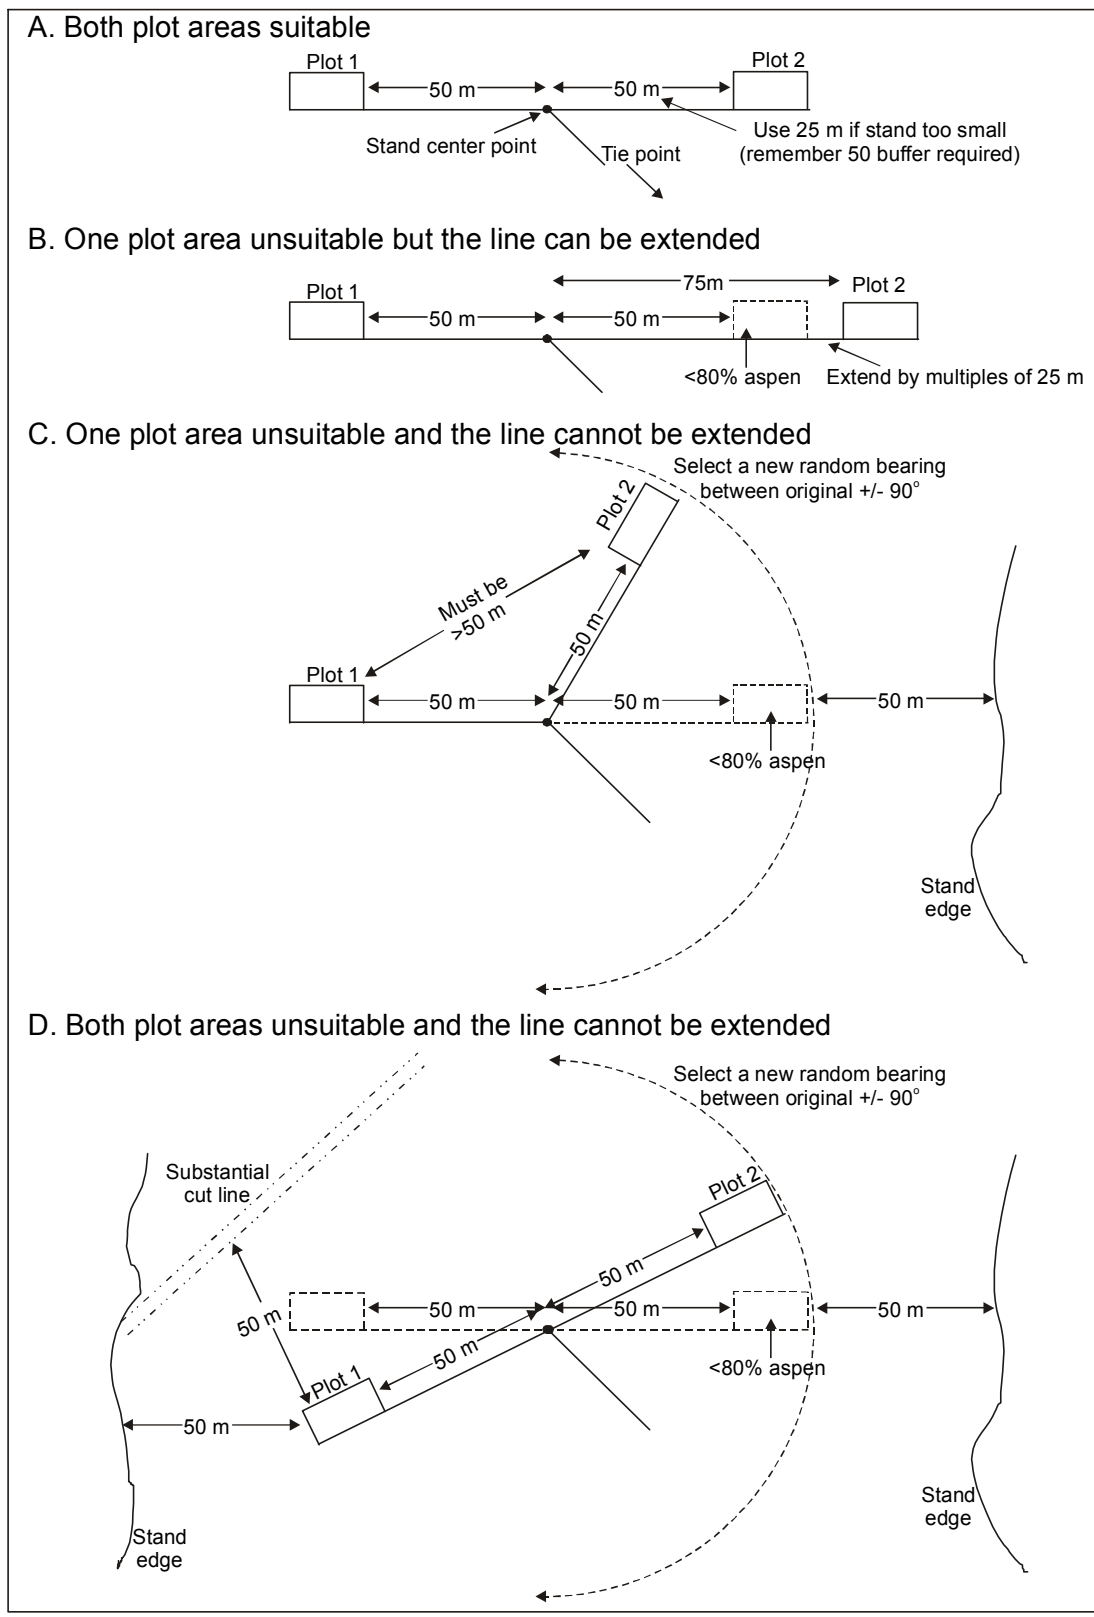 A. Both plot areas suitable
Plot 1
Plot 2
50 m
50 m
Stand center point
Tie point
Use 25 m if stand too small
(remember 50 buffer required)
B. One plot area unsuitable but the line can be extended
75m
Plot 1
Plot 2
50 m
50 m
<80% aspen
Extend by multiples of 25 m
C. One plot area unsuitable and the line cannot be extended
Select a new random bearing
between original +/- 90°
Plot 2
Must be
>50 m
50 m
Plot 1
50 m
50 m
50 m
<80% aspen
Stand
edge
D. Both plot areas unsuitable and the line cannot be extended
Select a new random bearing
between original +/- 90°
Substantial
cut line
Plot 2
50 m
50 m
50 m
50 m
50 m
50 m
<80% aspen
Plot 1
50 m
Stand
edge
Stand
edge